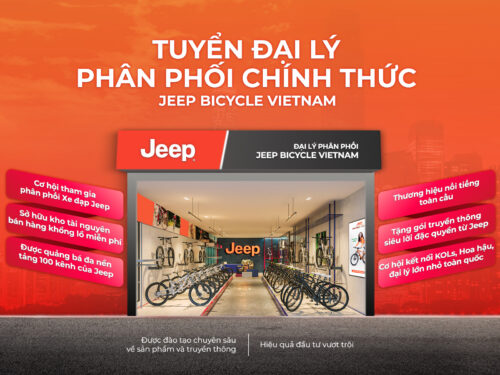 TUYỂN ĐẠI LÝ
PHÂN PHỐI CHÍNH THỨC
JEEP BICYCLE VIETNAM
Jeep
ĐẠI LÝ PHÂN PHỐI
JEEP BICYCLE VIETNAM
Cơ hội tham gia
phân phối Xe đạp Jeep
Sở hữu kho tài nguyên
bán hàng khổng lồ miễn phí
Được quảng bá đa nền
tảng 100 kênh của Jeep
Jeep
Thương hiệu nổi tiếng
toàn cầu
Tặng gói truyền thông
siêu lời đặc quyền từ Jeep
Cơ hội kết nối KOLs, Hoa hậu,
đại lý lớn nhỏ toàn quốc
Được đào tạo chuyên sâu
về sản phẩm và truyền thông
Hiệu quả đầu tư vượt trội